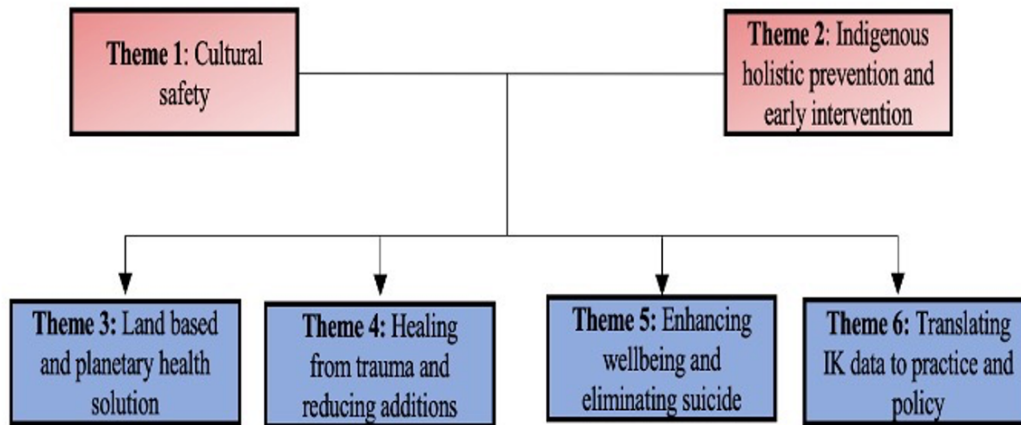 Theme 1: Cultural
safety
Theme 2: Indigenous
holistic prevention and
early intervention
Theme 3: Land based
and planetary health
solution
Theme 4: Healing
from trauma and
reducing additions
Theme 5: Enhancing
wellbeing and
eliminating suicide
Theme 6: Translating
IK data to practice and
policy